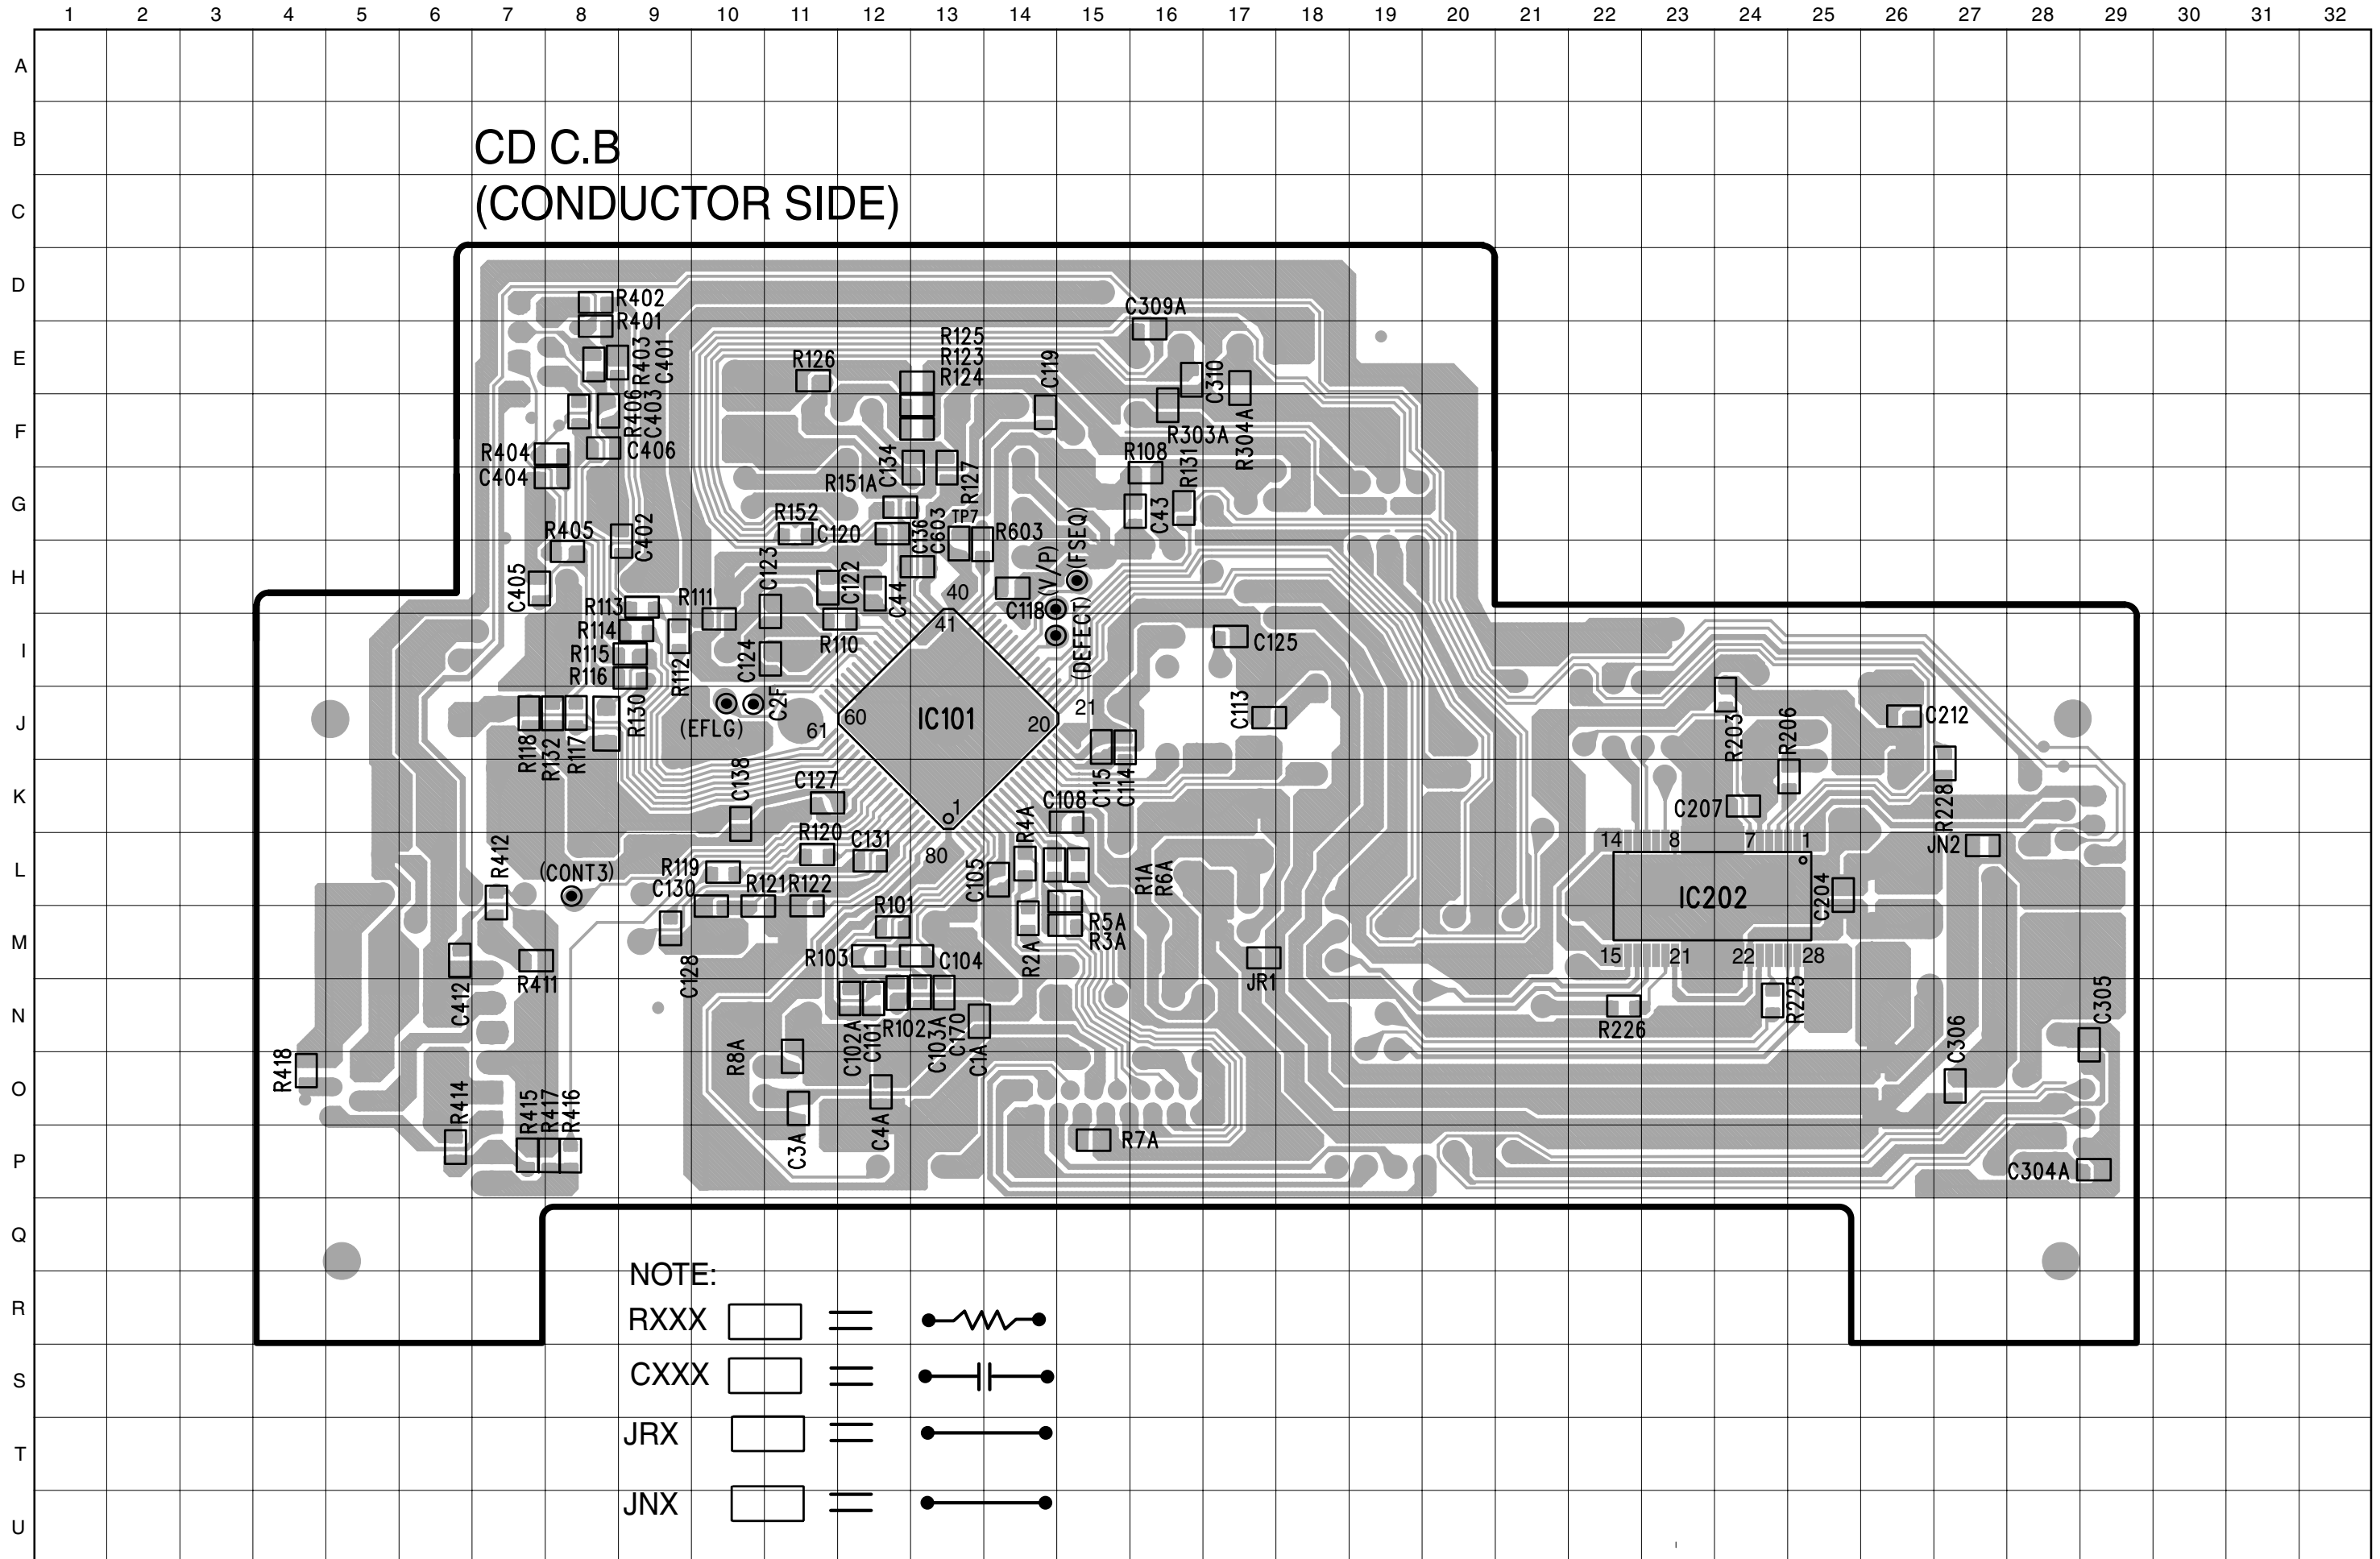 1 2 3 4 5 6 7 8 9 10 11 12 13 14 15 16 17 18 19 20 21 22 23 24 25 26 27 28 29 30 31 32
A
B
CD C.B
C
(CONDUCTOR SIDE)
D
R402
C309A
R401
R125
E
R126
R123
R403
C401
C119
R124
C310
R406
C403
F
R303A
R304A
R404
C406
C134
R108
R131
C404
R151A
R127
G
R152
TP7
C43
R405
C402
C120
C136
C603
R603
(FSEQ)
(V/P)
H
C405
C123
C122
C44
40
R113
R111
C118
41
R114
R110
(DEFECT)
C125
I
R115
R112
C124
R116
C2F
21
C113
J
R118
R132
R117
R130
(EFLG)
61
60
IC101
20
R203
R206
C212
C115
C114
K
C138
C127
1
C108
C207
R228
R120
R4A
R412
C131
80
14
8
7
1
JN2
L
(CONT3)
R119
C105
R1A
R6A
C130
R121
R122
IC202
C204
R101
R5A
M
R3A
R103
C104
R2A
15
21
22
28
R411
C128
JR1
C412
N
R102
C102A
C101
C103A
C170
C1A
R226
R225
C305
R8A
C306
R418
O
R414
R415
R417
R416
C3A
C4A
R7A
P
C304A
Q
NOTE:
R
RXXX
S
CXXX
T
JRX
JNX
U